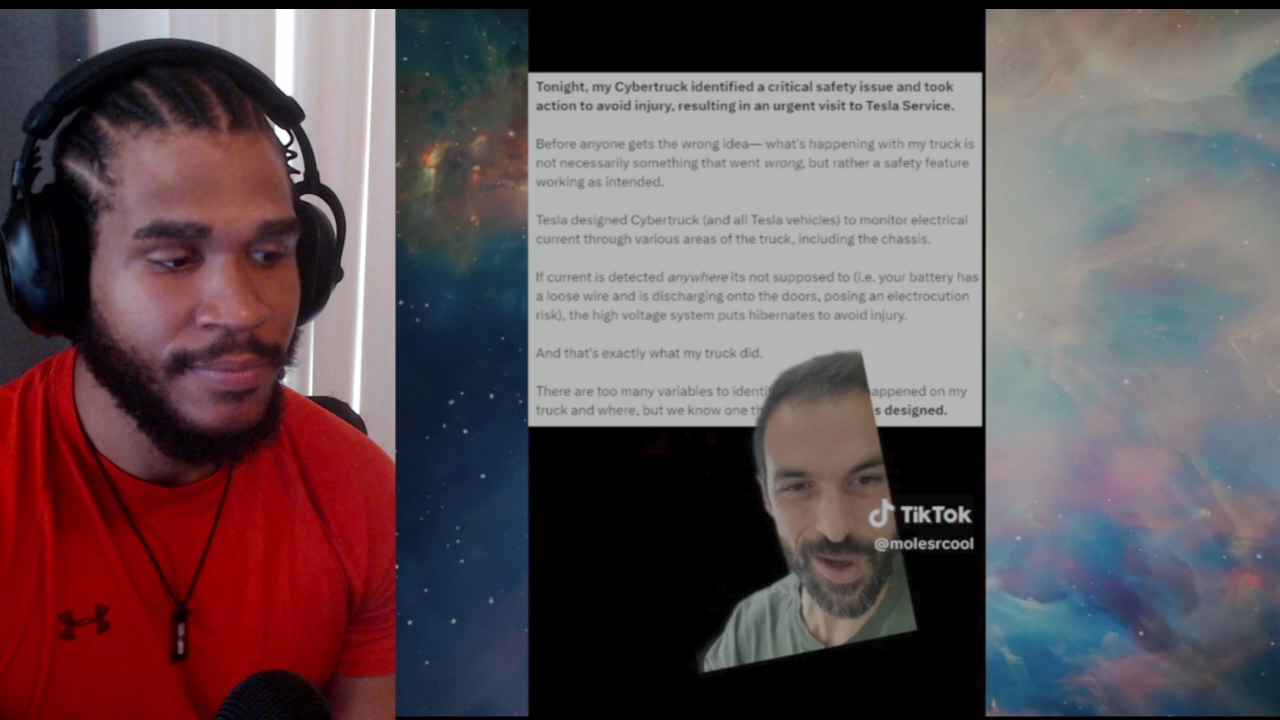 Tonight, my Cybertruck identified a critical safety issue and took
action to avoid injury, resulting in an urgent visit to Tesla Service.
Before anyone gets the wrong idea— what's happening with my truck is
not necessarily something that went wrong, but rather a safety feature
working as intended.
Tesla designed Cybertruck (and all Tesla vehicles) to monitor electrical
current through various areas of the truck, including the chassis.
If current is detected anywhere its not supposed to (i.e. your battery has
a loose wire and is discharging onto the doors, posing an electrocution
risk), the high voltage system puts hibernates to avoid injury.
And that's exactly what my truck did.
There are too many variables to happened on my
truck and where, but we know one designed.
TikTok
@molesrcool